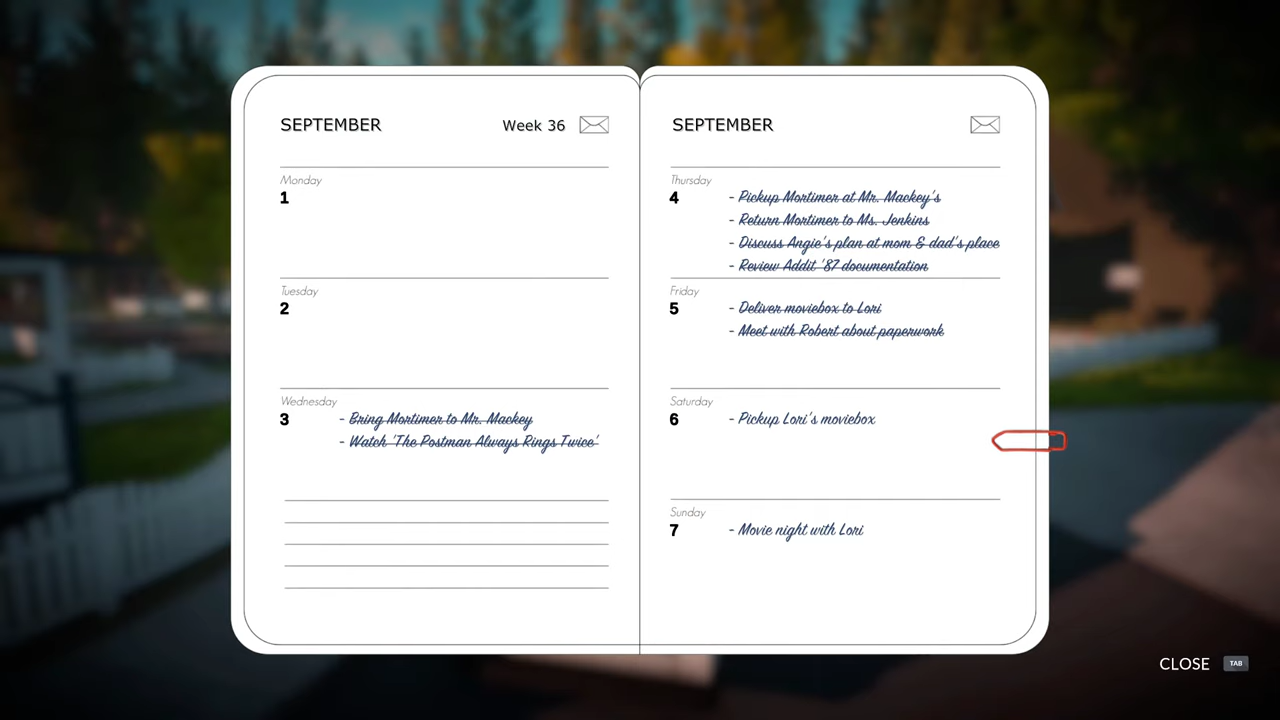 SEPTEMBER
Week 36
Monday
1
Tuesday
2
Wednesday
3
- Bring Mortimer to Mr. Mackey
- Watch 'The Postman Always Rings Twice'
SEPTEMBER
Thursday
4
- Pickup Mortimer at Mr. Mackey's
- Return Mortimer to Ms. Jenkins
- Discuss Angie's plan at mom & dad's place
- Review Addit '87 documentation
Friday
5
- Deliver moviebox to Lori
- Meet with Robert about paperwork
Saturday
6
- Pickup Lori's moviebox
Sunday
7
- Movie night with Lori
CLOSE TAB